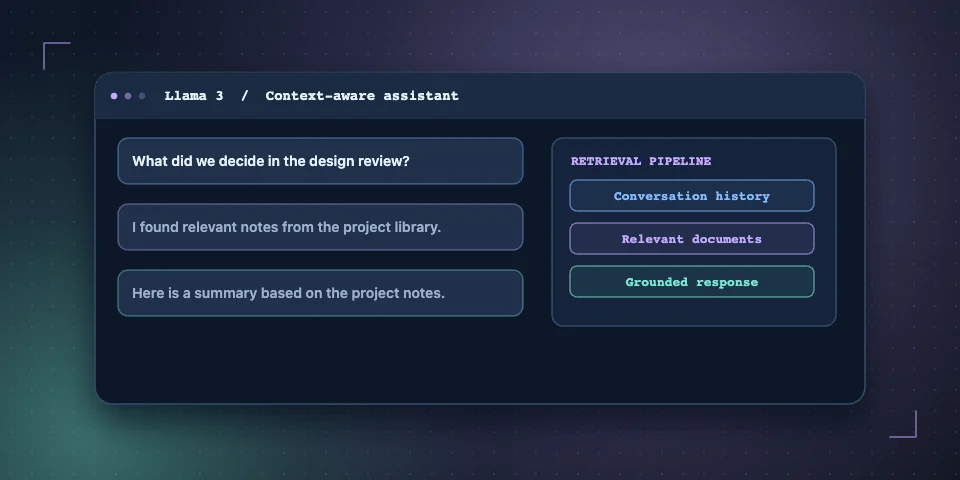 Llama 3 / Context-aware assistant
What did we decide in the design review?
I found relevant notes from the project library.
Here is a summary based on the project notes.
RETRIEVAL PIPELINE
Conversation history
Relevant documents
Grounded response